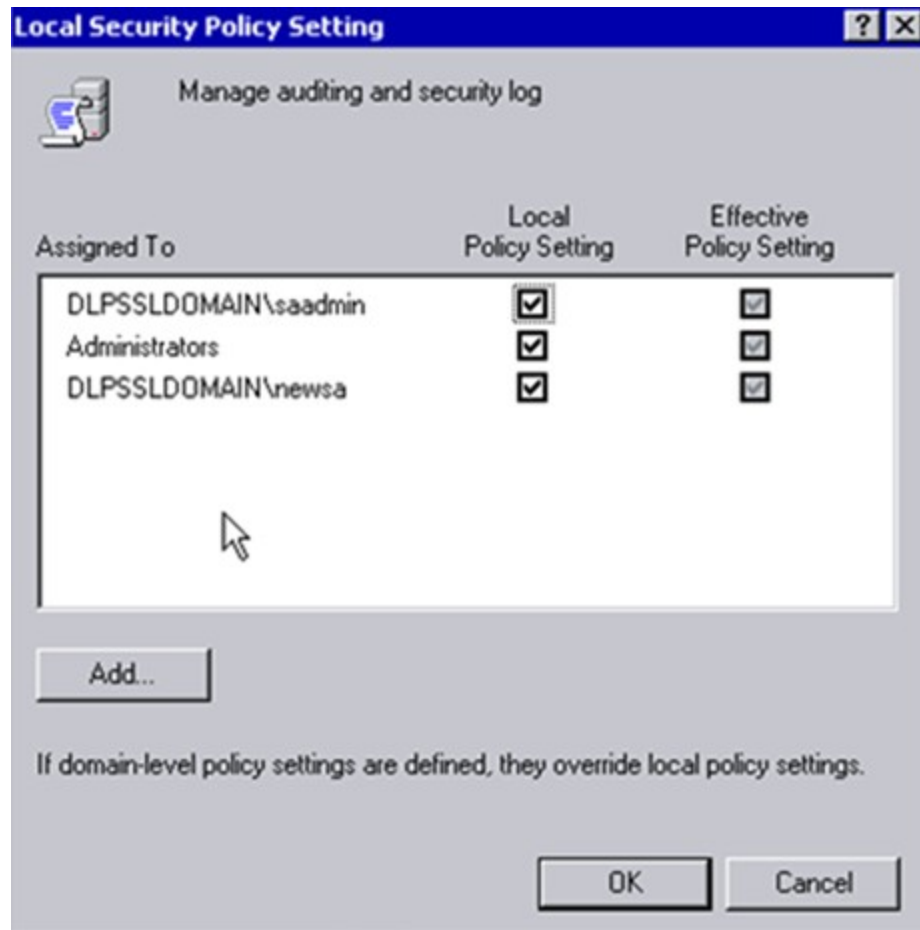 Local Security Policy Setting
Manage auditing and security log
Assigned To
Local
Policy Setting
Effective
Policy Setting
DLPSSLDOMAIN\saadmin
Administrators
DLPSSLDOMAIN\newsa
Add...
If domain-level policy settings are defined, they override local policy settings.
OK
Cancel